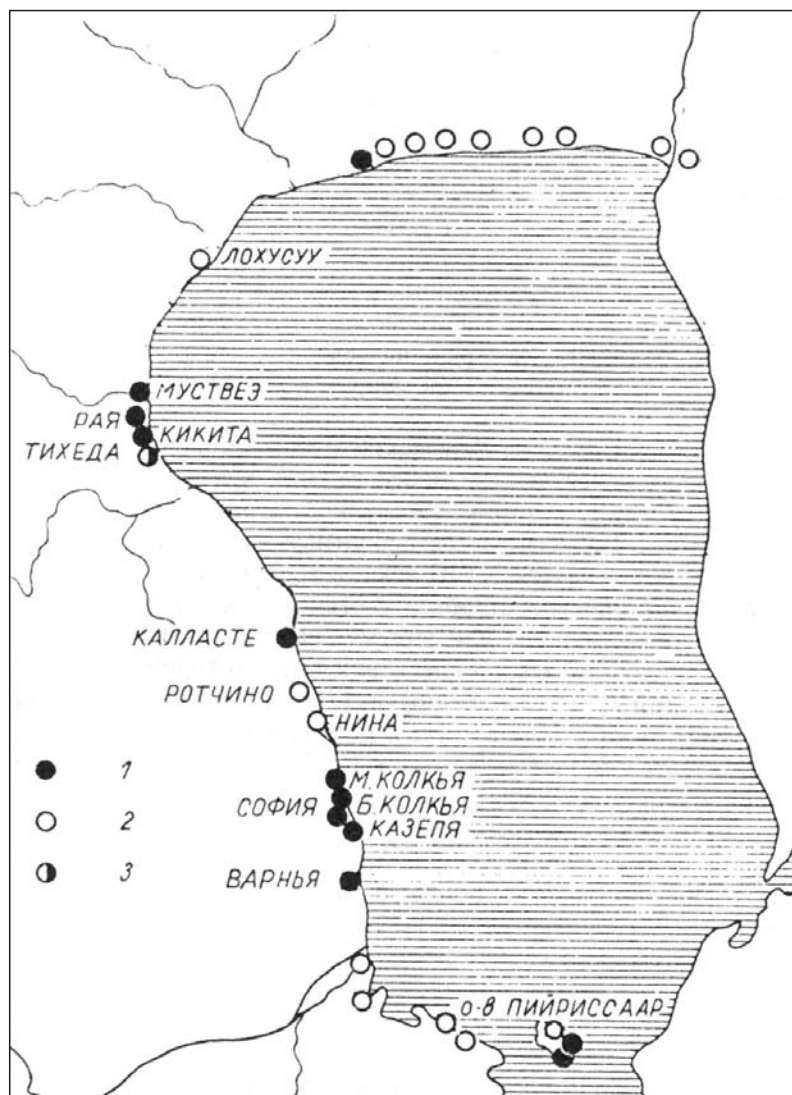 ЛОХУСУУ
МУСТВЕЭ
РАЯ
КИКИТА
ТИХЕДА
КАЛЛАСТЕ
РОТЧИНО
НИНА
М.КОЛКЬЯ
Б.КОЛКЬЯ
СОФИЯ
КАЗЕПЯ
ВАРНЬЯ
1
2
3
о-в ПИЙРИССААР